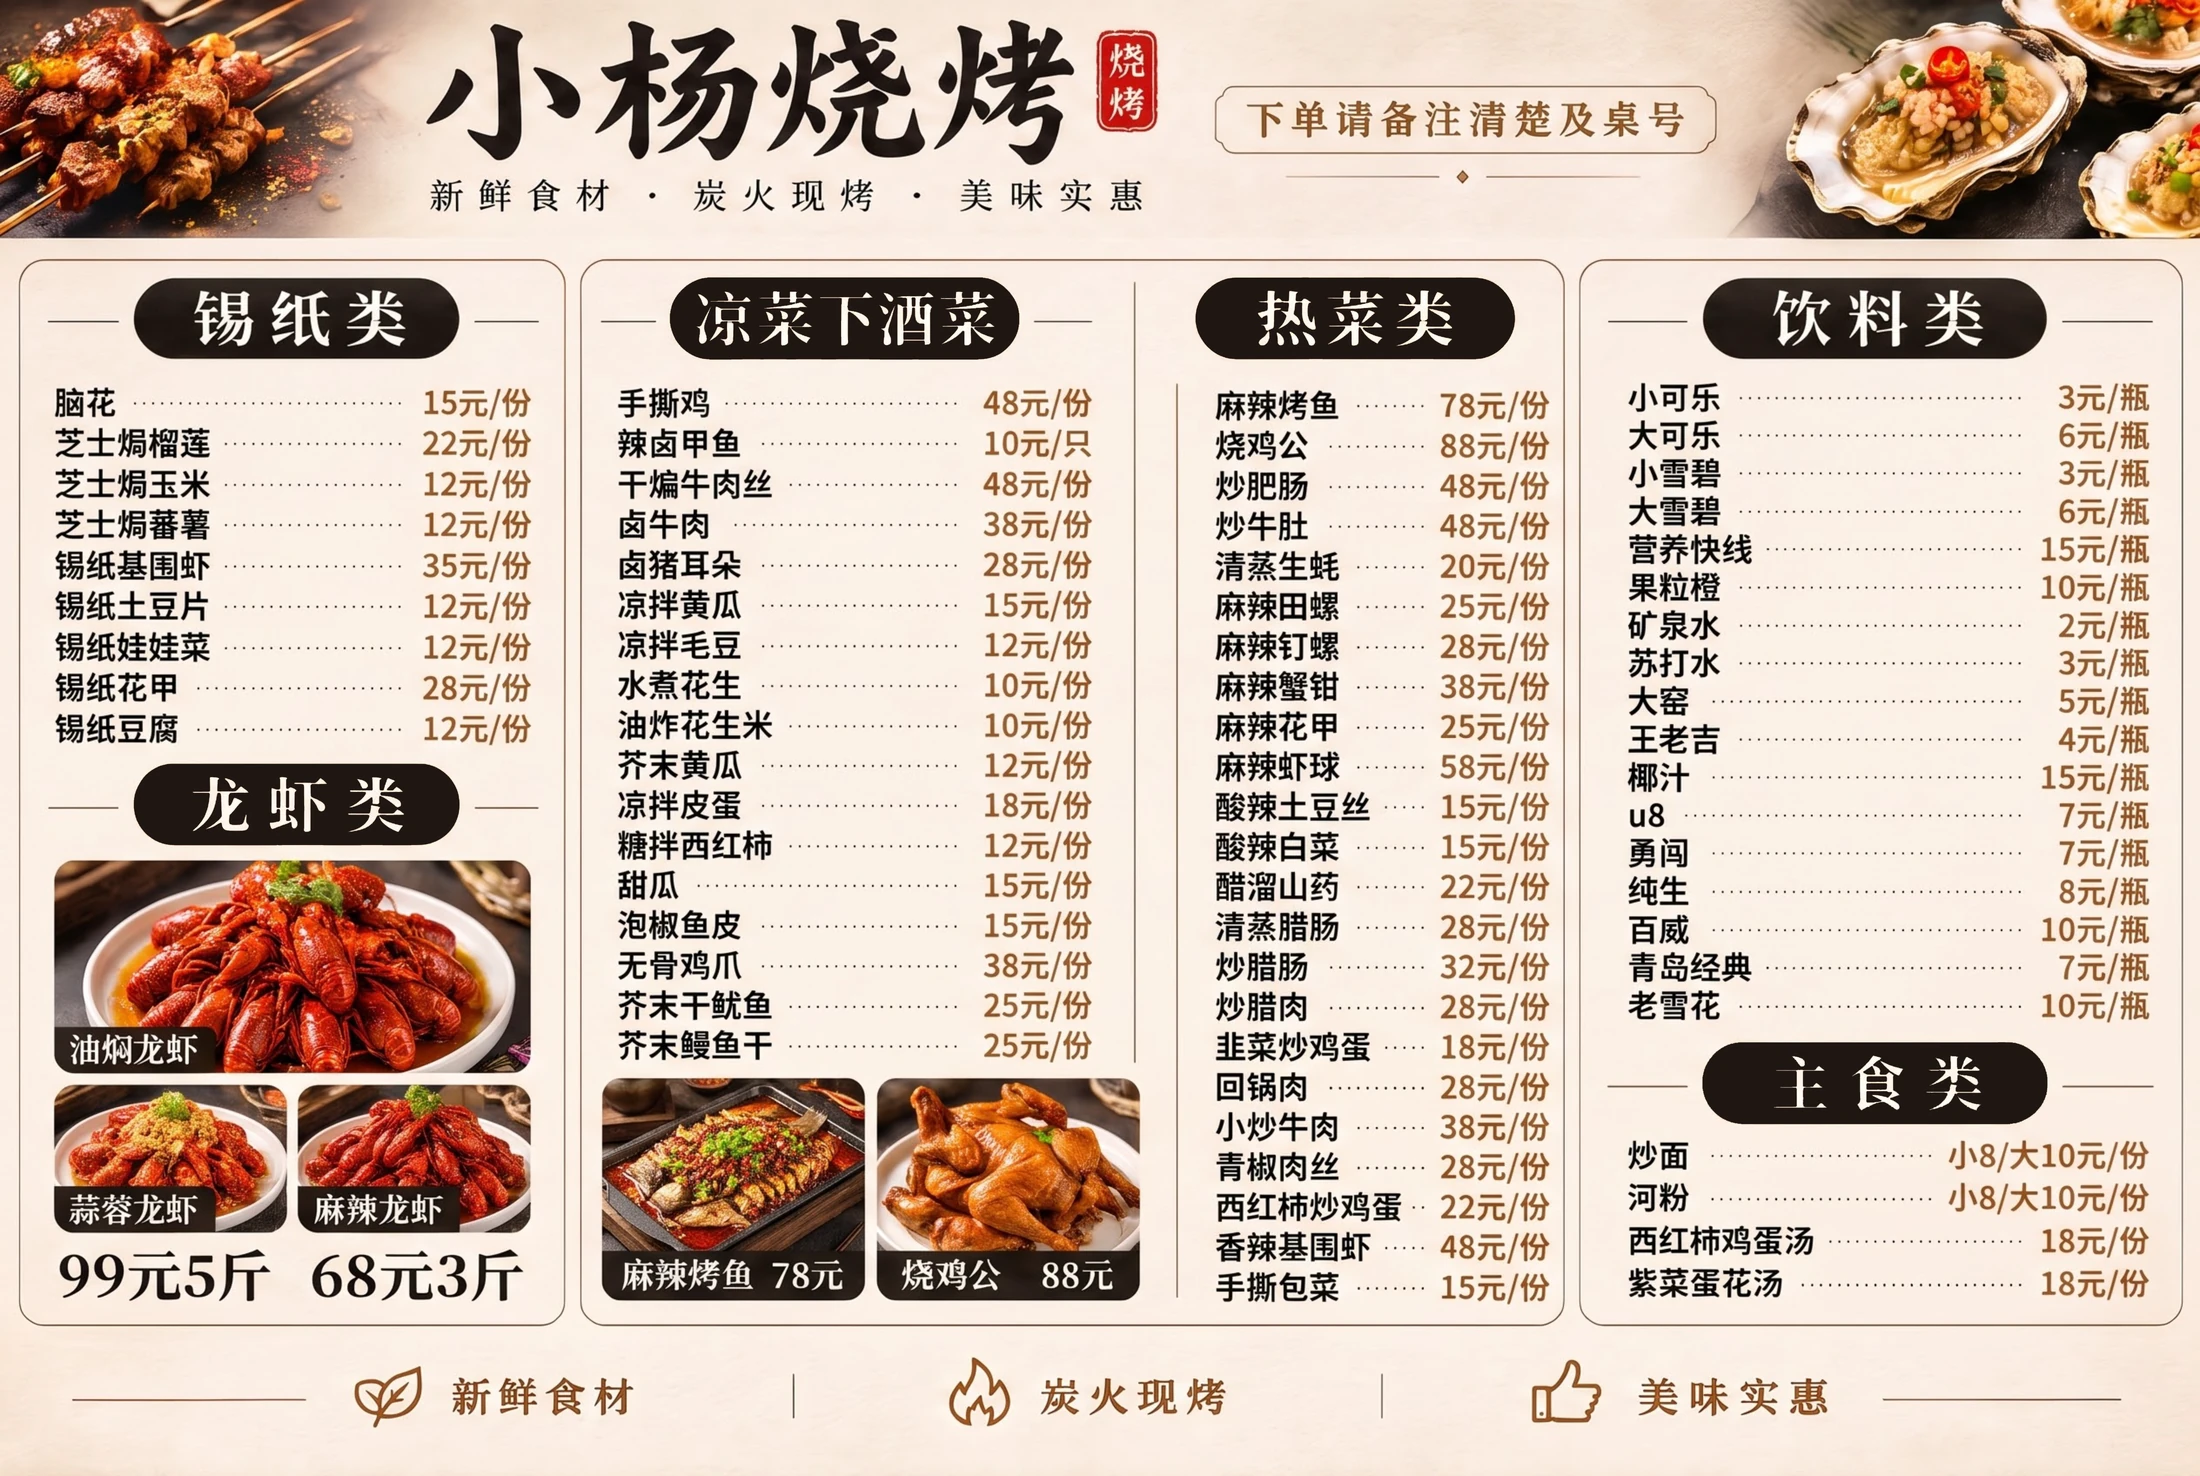 小杨烧烤
烧烤
新鲜食材 · 炭火现烤 · 美味实惠
下单请备注清楚及桌号
锡纸类
脑花 15元/份
芝士焗榴莲 22元/份
芝士焗玉米 12元/份
芝士焗蕃薯 12元/份
锡纸基围虾 35元/份
锡纸土豆片 12元/份
锡纸娃娃菜 12元/份
锡纸花甲 28元/份
锡纸豆腐 12元/份
龙虾类
油焖龙虾
蒜蓉龙虾
麻辣龙虾
99元5斤 68元3斤
凉菜下酒菜
手撕鸡 48元/份
辣卤甲鱼 10元/只
干煸牛肉丝 48元/份
卤牛肉 38元/份
卤猪耳朵 28元/份
凉拌黄瓜 15元/份
凉拌毛豆 12元/份
水煮花生 10元/份
油炸花生米 10元/份
芥末黄瓜 12元/份
凉拌皮蛋 18元/份
糖拌西红柿 12元/份
甜瓜 15元/份
泡椒鱼皮 15元/份
无骨鸡爪 38元/份
芥末干鱿鱼 25元/份
芥末鳗鱼干 25元/份
麻辣烤鱼 78元
烧鸡公 88元
热菜类
麻辣烤鱼 78元/份
烧鸡公 88元/份
炒肥肠 48元/份
炒牛肚 48元/份
清蒸生蚝 20元/份
麻辣田螺 25元/份
麻辣钉螺 28元/份
麻辣蟹钳 38元/份
麻辣花甲 25元/份
麻辣虾球 58元/份
酸辣土豆丝 15元/份
酸辣白菜 15元/份
醋溜山药 22元/份
清蒸腊肠 28元/份
炒腊肠 32元/份
炒腊肉 28元/份
韭菜炒鸡蛋 18元/份
回锅肉 28元/份
小炒牛肉 38元/份
青椒肉丝 28元/份
西红柿炒鸡蛋 22元/份
香辣基围虾 48元/份
手撕包菜 15元/份
饮料类
小可乐 3元/瓶
大可乐 6元/瓶
小雪碧 3元/瓶
大雪碧 6元/瓶
营养快线 15元/瓶
果粒橙 10元/瓶
矿泉水 2元/瓶
苏打水 3元/瓶
大窑 5元/瓶
王老吉 4元/瓶
椰汁 15元/瓶
u8 7元/瓶
勇闯 7元/瓶
纯生 8元/瓶
百威 10元/瓶
青岛经典 7元/瓶
老雪花 10元/瓶
主食类
炒面 小8/大10元/份
河粉 小8/大10元/份
西红柿鸡蛋汤 18元/份
紫菜蛋花汤 18元/份
新鲜食材
炭火现烤
美味实惠